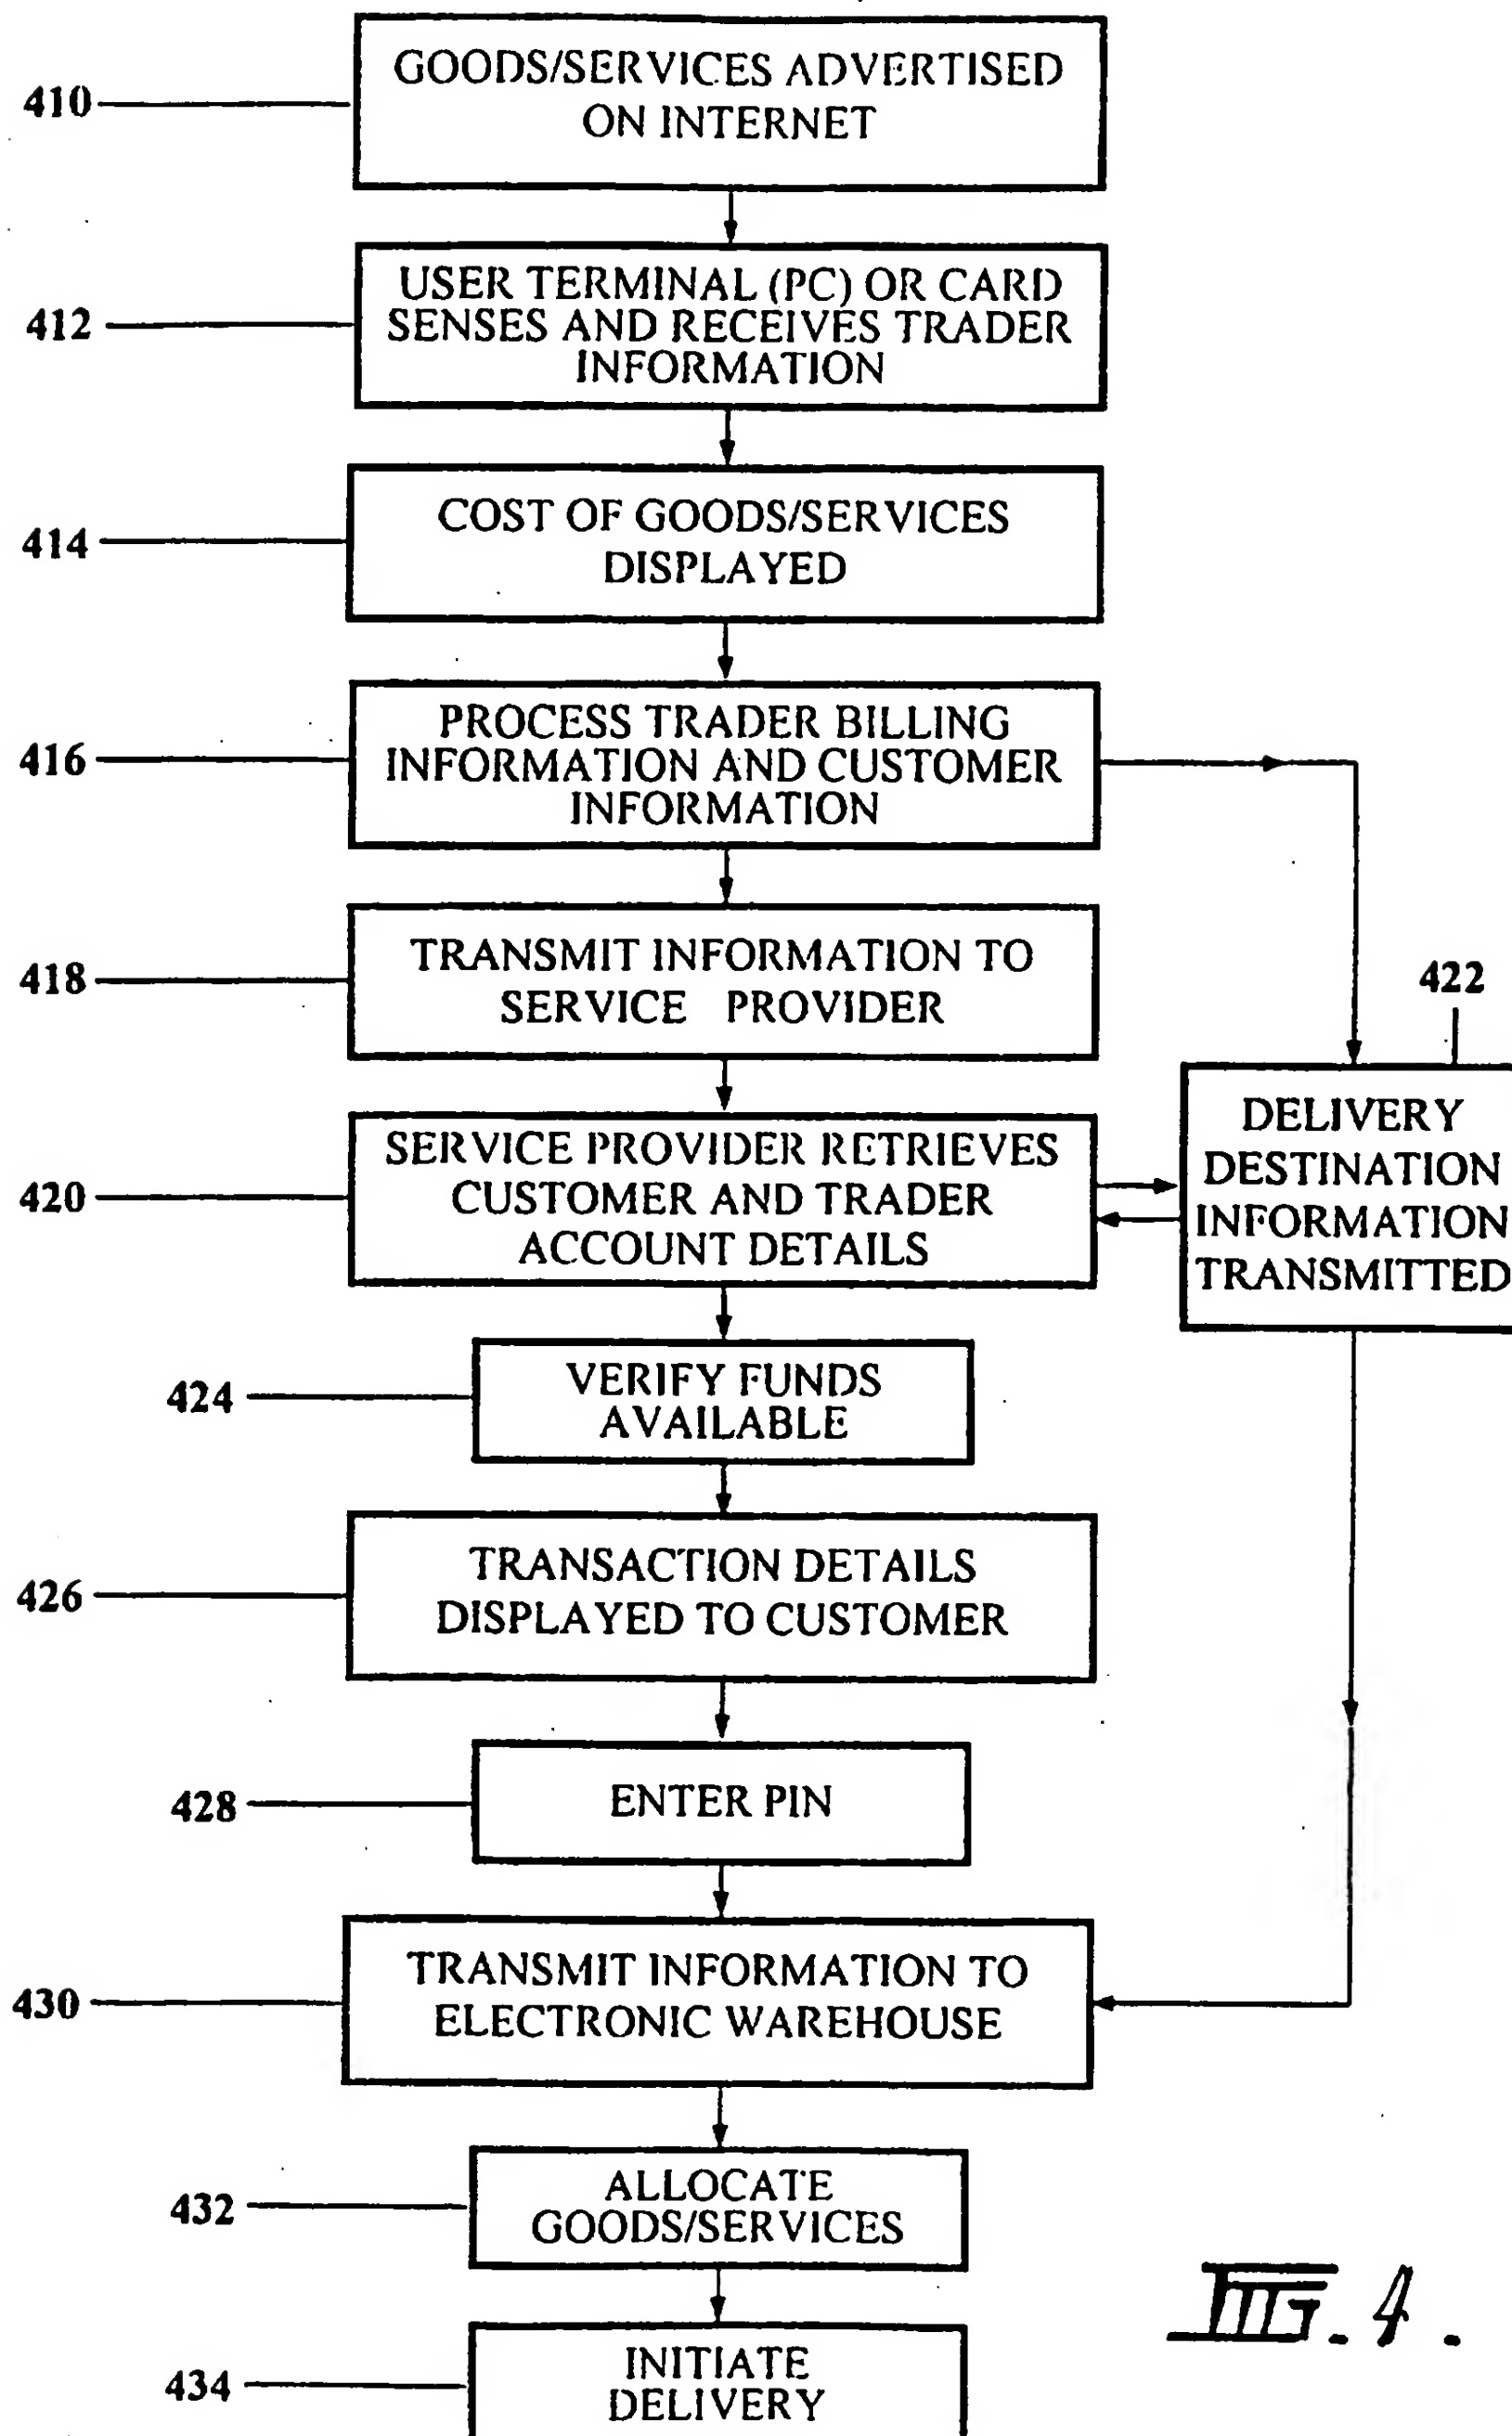 410
GOODS/SERVICES ADVERTISED
ON INTERNET
412
USER TERMINAL (PC) OR CARD
SENSES AND RECEIVES TRADER
INFORMATION
414
COST OF GOODS/SERVICES
DISPLAYED
416
PROCESS TRADER BILLING
INFORMATION AND CUSTOMER
INFORMATION
418
TRANSMIT INFORMATION TO
SERVICE PROVIDER
422
DELIVERY
DESTINATION
INFORMATION
TRANSMITTED
420
SERVICE PROVIDER RETRIEVES
CUSTOMER AND TRADER
ACCOUNT DETAILS
424
VERIFY FUNDS
AVAILABLE
426
TRANSACTION DETAILS
DISPLAYED TO CUSTOMER
428
ENTER PIN
430
TRANSMIT INFORMATION TO
ELECTRONIC WAREHOUSE
432
ALLOCATE
GOODS/SERVICES
434
INITIATE
DELIVERY
FIG. 4.